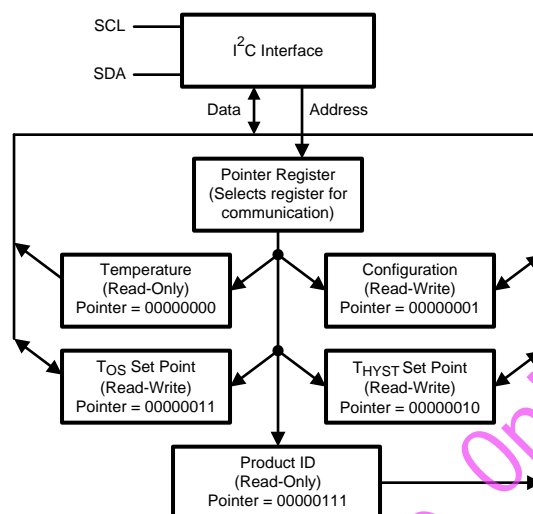 SCL
SDA
I²C Interface
Data
Address
Pointer Register
(Selects register for
communication)
Temperature
(Read-Only)
Pointer = 00000000
Configuration
(Read-Write)
Pointer = 00000001
TOS Set Point
(Read-Write)
Pointer = 00000011
THYST Set Point
(Read-Write)
Pointer = 00000010
Product ID
(Read-Only)
Pointer = 00000111